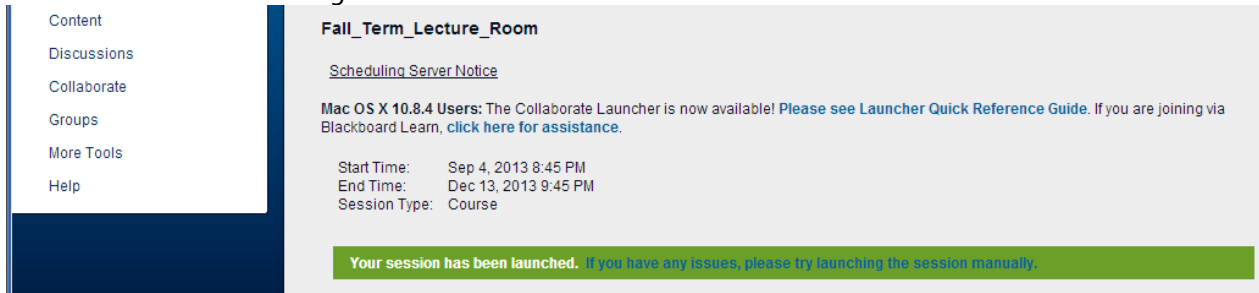 Content
Discussions
Collaborate
Groups
More Tools
Help
Fall_Term_Lecture_Room
Scheduling Server Notice
Mac OS X 10.8.4 Users: The Collaborate Launcher is now available! Please see Launcher Quick Reference Guide. If you are joining via
Blackboard Learn, click here for assistance.
Start Time: Sep 4, 2013 8:45 PM
End Time: Dec 13, 2013 9:45 PM
Session Type: Course
Your session has been launched. If you have any issues, please try launching the session manually.